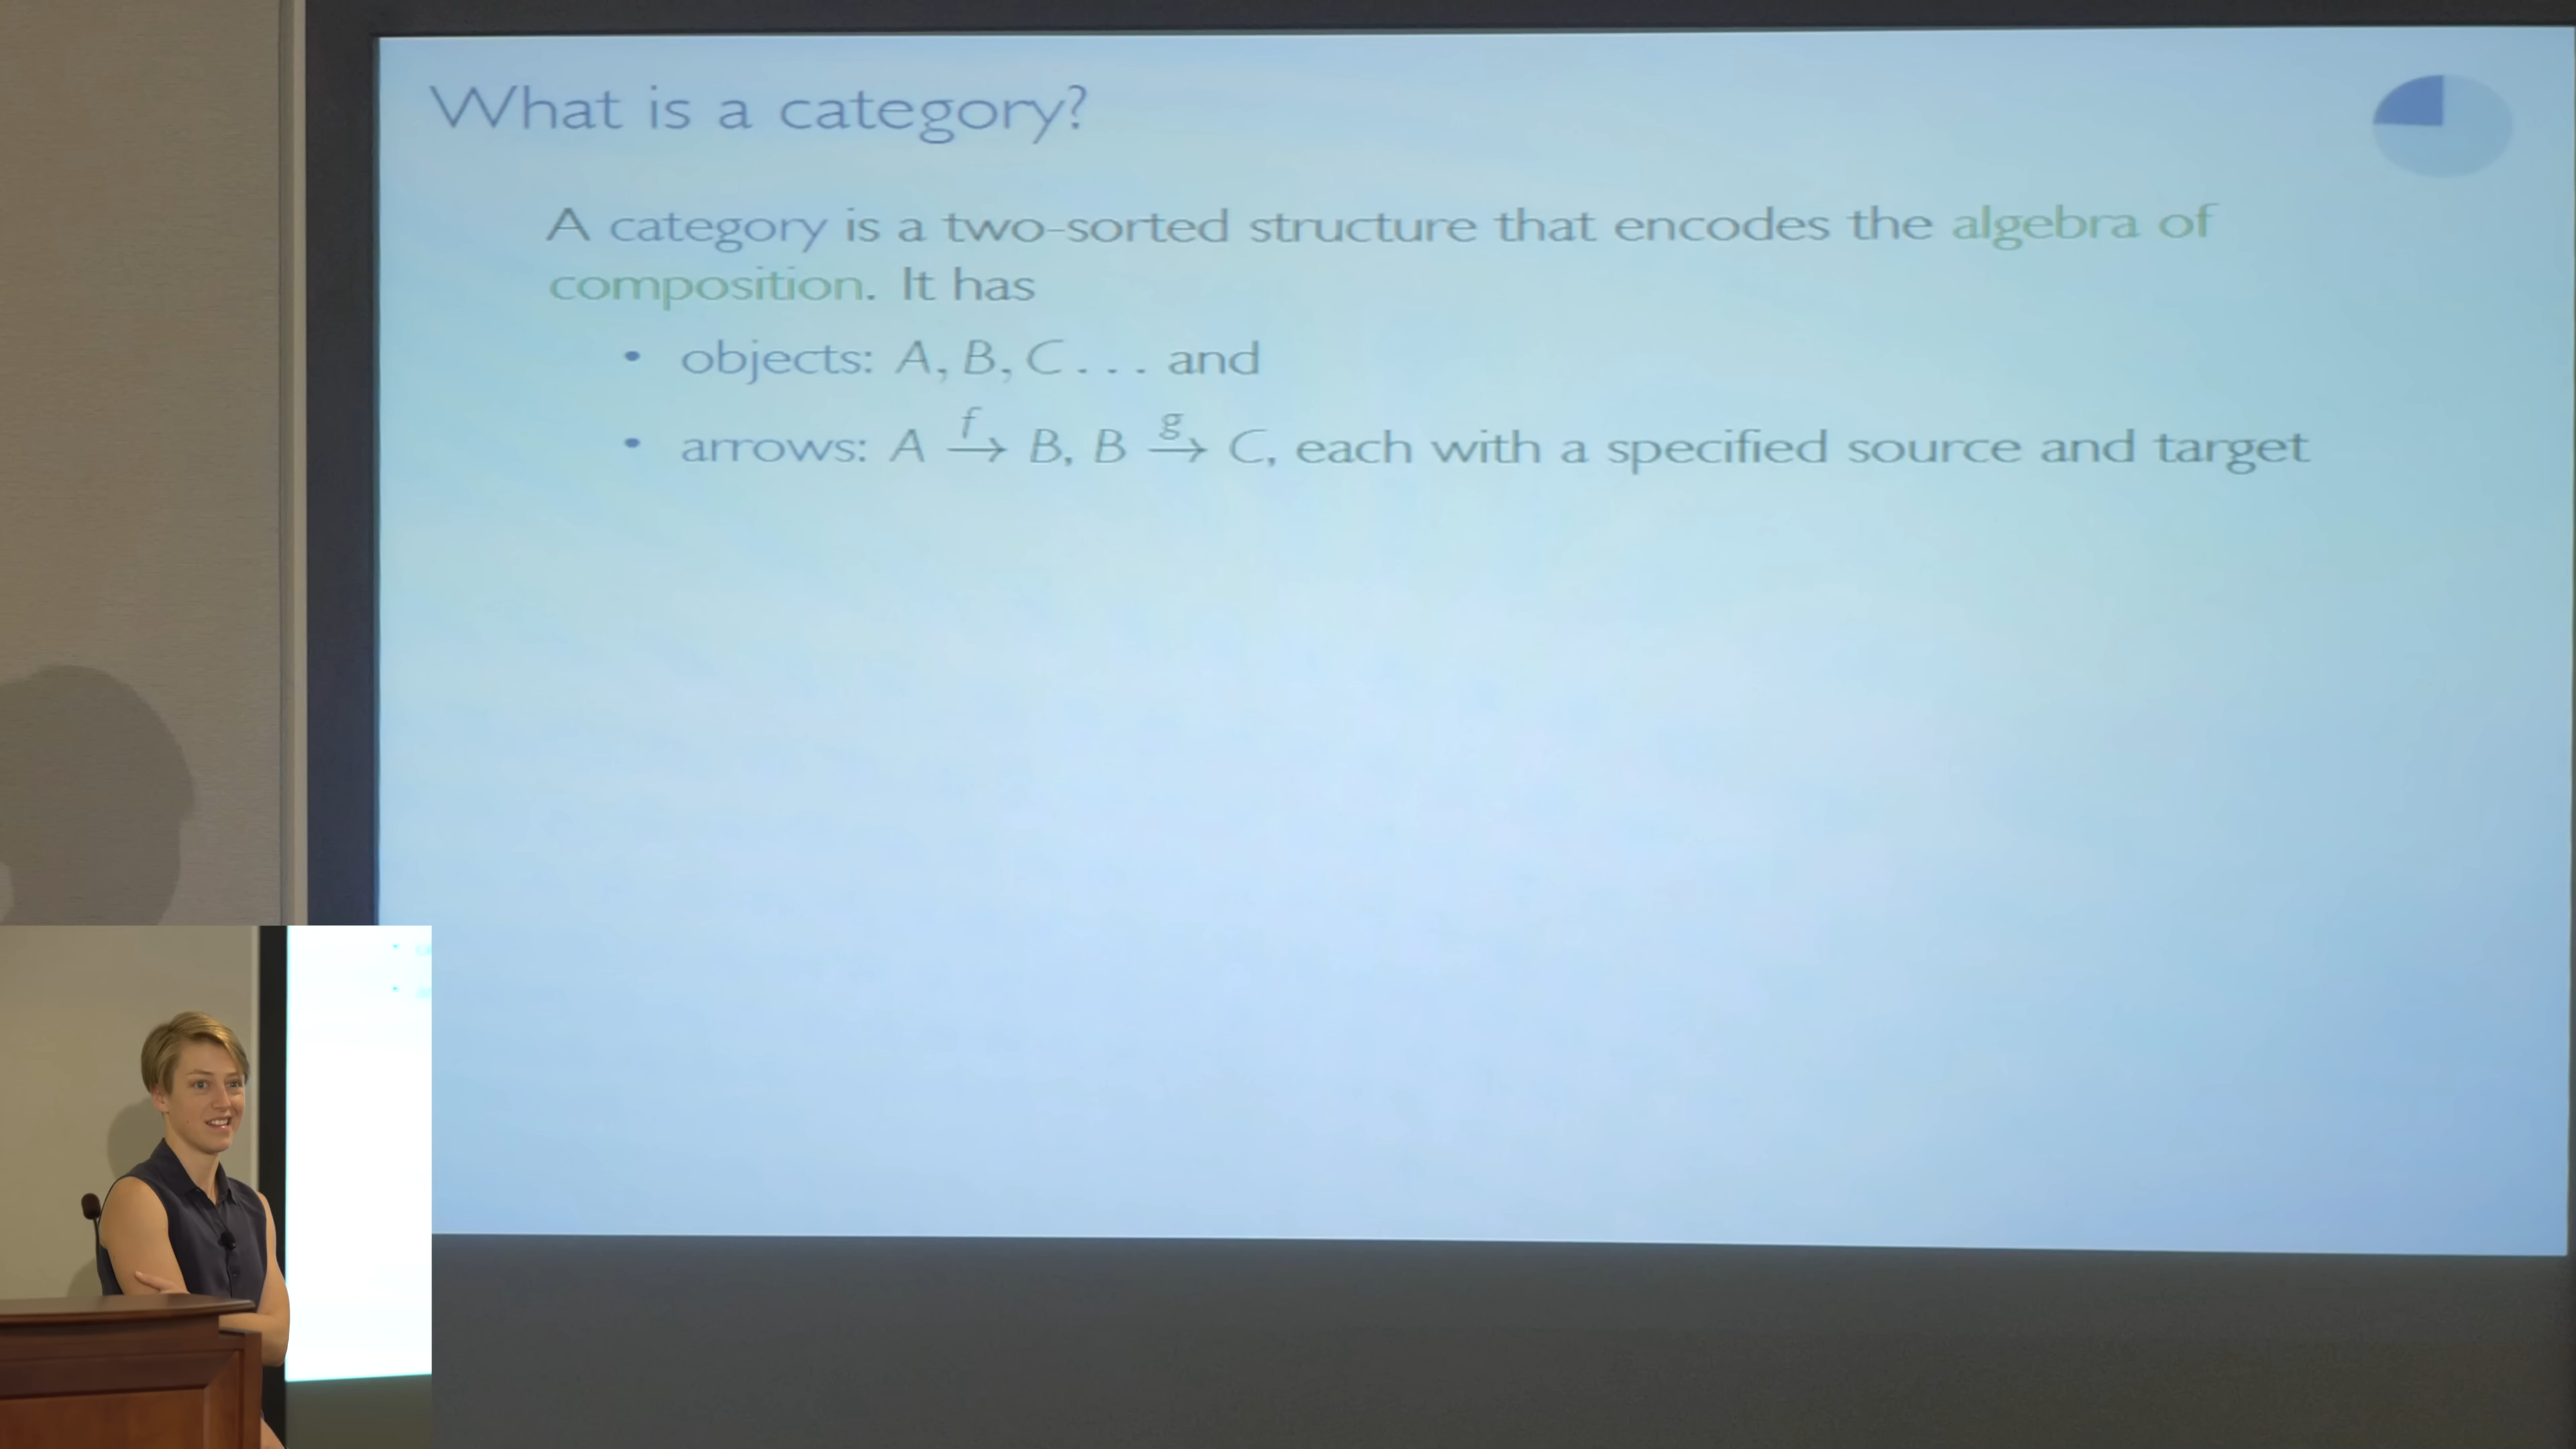 What is a category?
A category is a two-sorted structure that encodes the algebra of
composition. It has
• objects: A, B, C . . . and
• arrows: A →f B, B →g C, each with a specified source and target